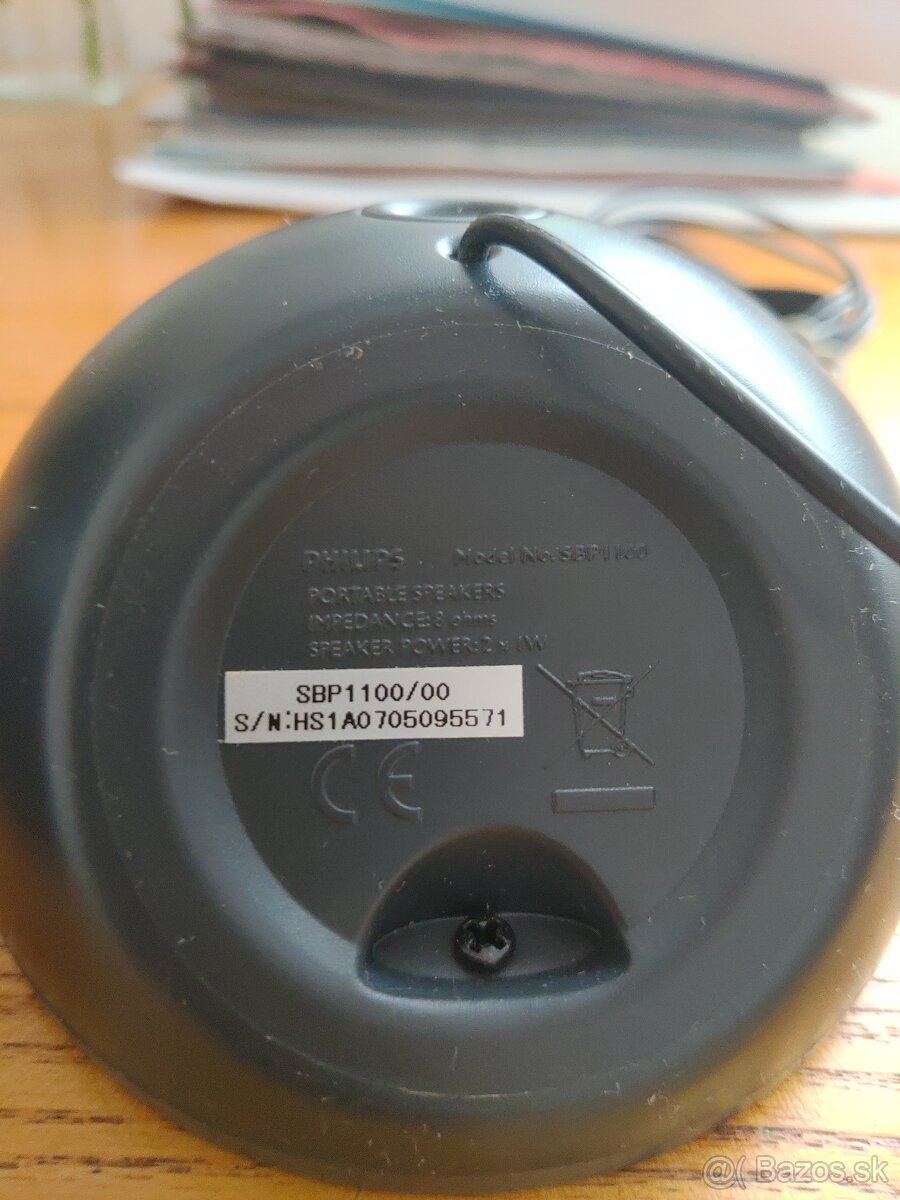 PHILIPS Model No: SBP1100
PORTABLE SPEAKERS
IMPEDANCE: 8 ohms
SPEAKER POWER: 2 x 1W
SBP1100/00
S/N:HS1A0705095571
CE
@( Bazos.sk